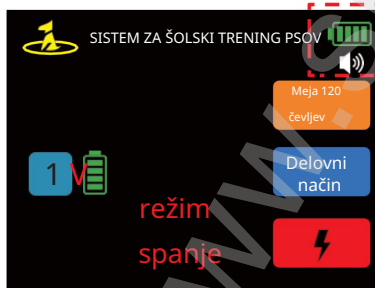 SISTEM ZA ŠOLSKI TRENING PSOV
Meja 120
čevljev
1
V
Delovni
način
režim
spanje